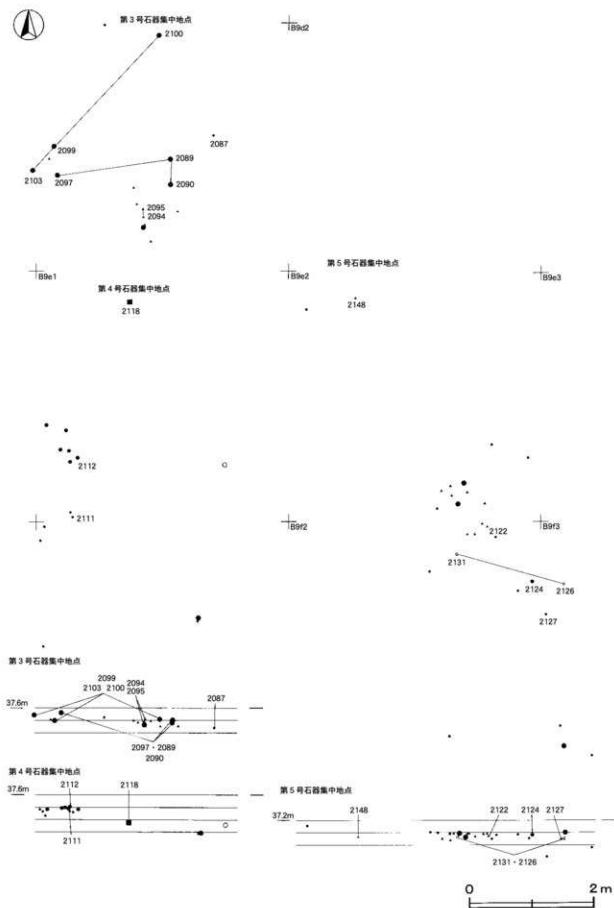 第3号石器集中地点
2100
B9d2
2099
2087
2089
2103
2097
2090
2095
2094
B9e1
B9e2
第5号石器集中地点
B9e3
第4号石器集中地点
2118
2148
2112
2111
B9f2
2122
B9f3
2131
2124
2126
2127
第3号石器集中地点
2099 2094
2103 2100 2095
2087
37.6m
2097・2089
2090
第4号石器集中地点
37.6m
2112
2118
2111
第5号石器集中地点
37.2m
2148
2122
2124
2127
2131・2126
0
2m